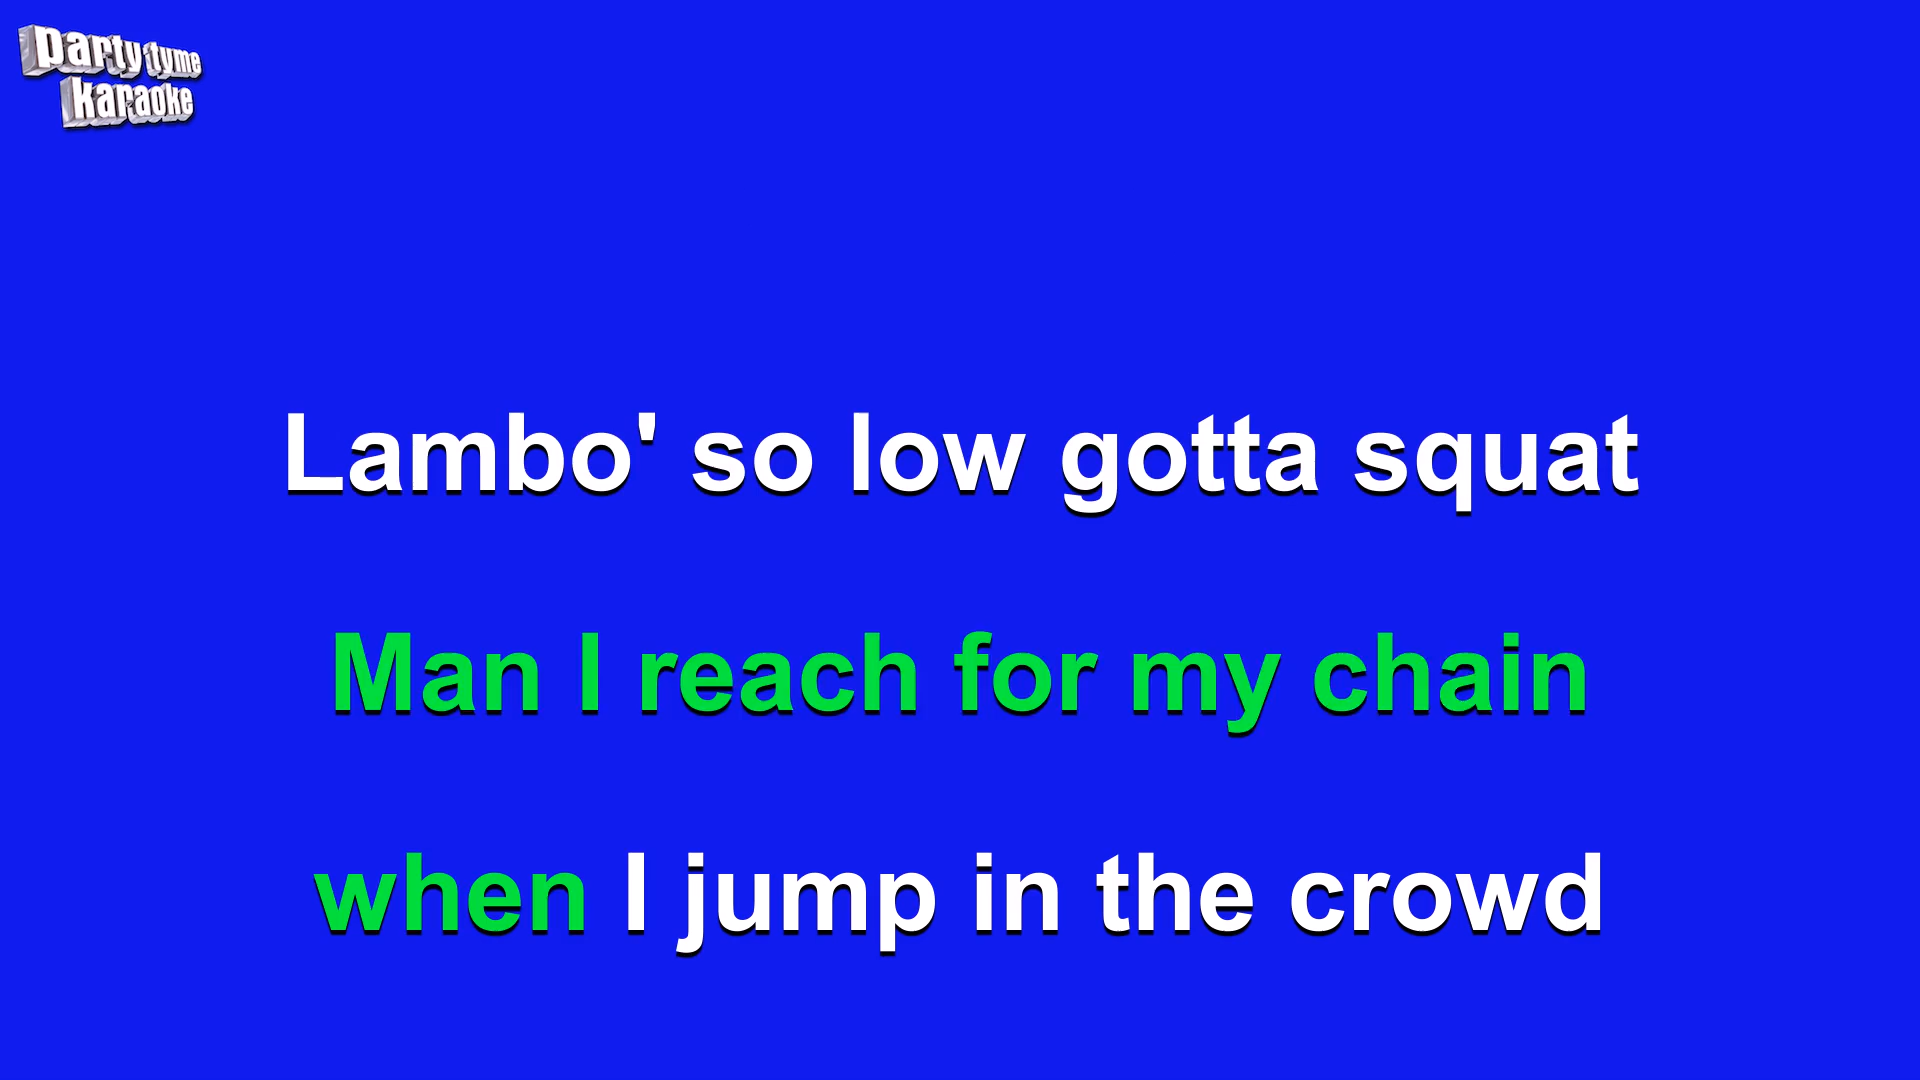 party tyme
karaoke
Lambo' so low gotta squat
Man I reach for my chain
when I jump in the crowd